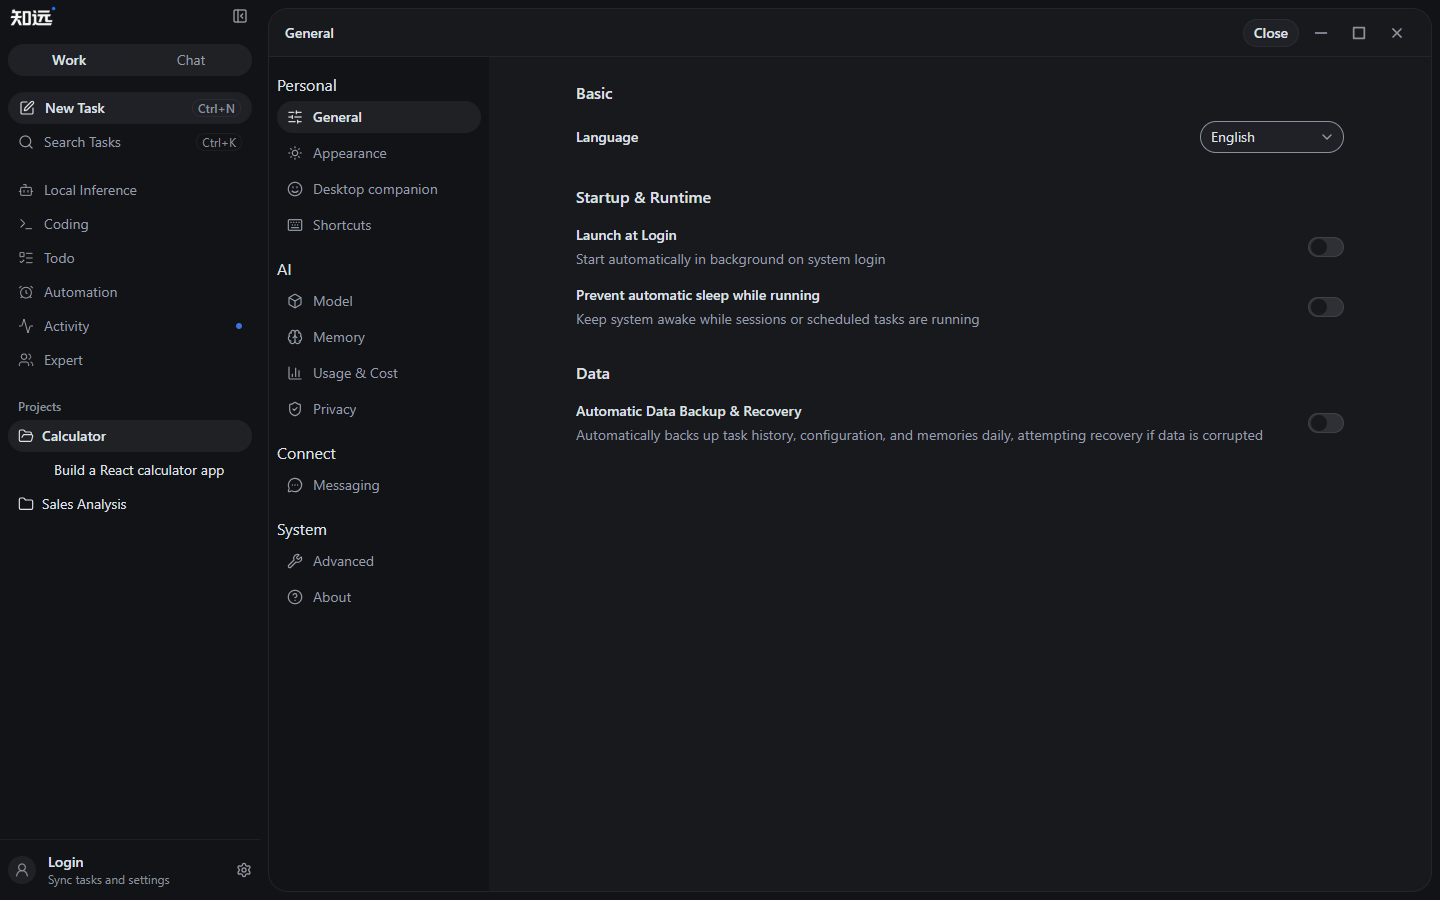 知远
Work
Chat
New Task
Ctrl+N
Search Tasks
Ctrl+K
Local Inference
Coding
Todo
Automation
Activity
Expert
Projects
Calculator
Build a React calculator app
Sales Analysis
Login
Sync tasks and settings
General
Close
Personal
General
Appearance
Desktop companion
Shortcuts
AI
Model
Memory
Usage & Cost
Privacy
Connect
Messaging
System
Advanced
About
Basic
Language
English
Startup & Runtime
Launch at Login
Start automatically in background on system login
Prevent automatic sleep while running
Keep system awake while sessions or scheduled tasks are running
Data
Automatic Data Backup & Recovery
Automatically backs up task history, configuration, and memories daily, attempting recovery if data is corrupted